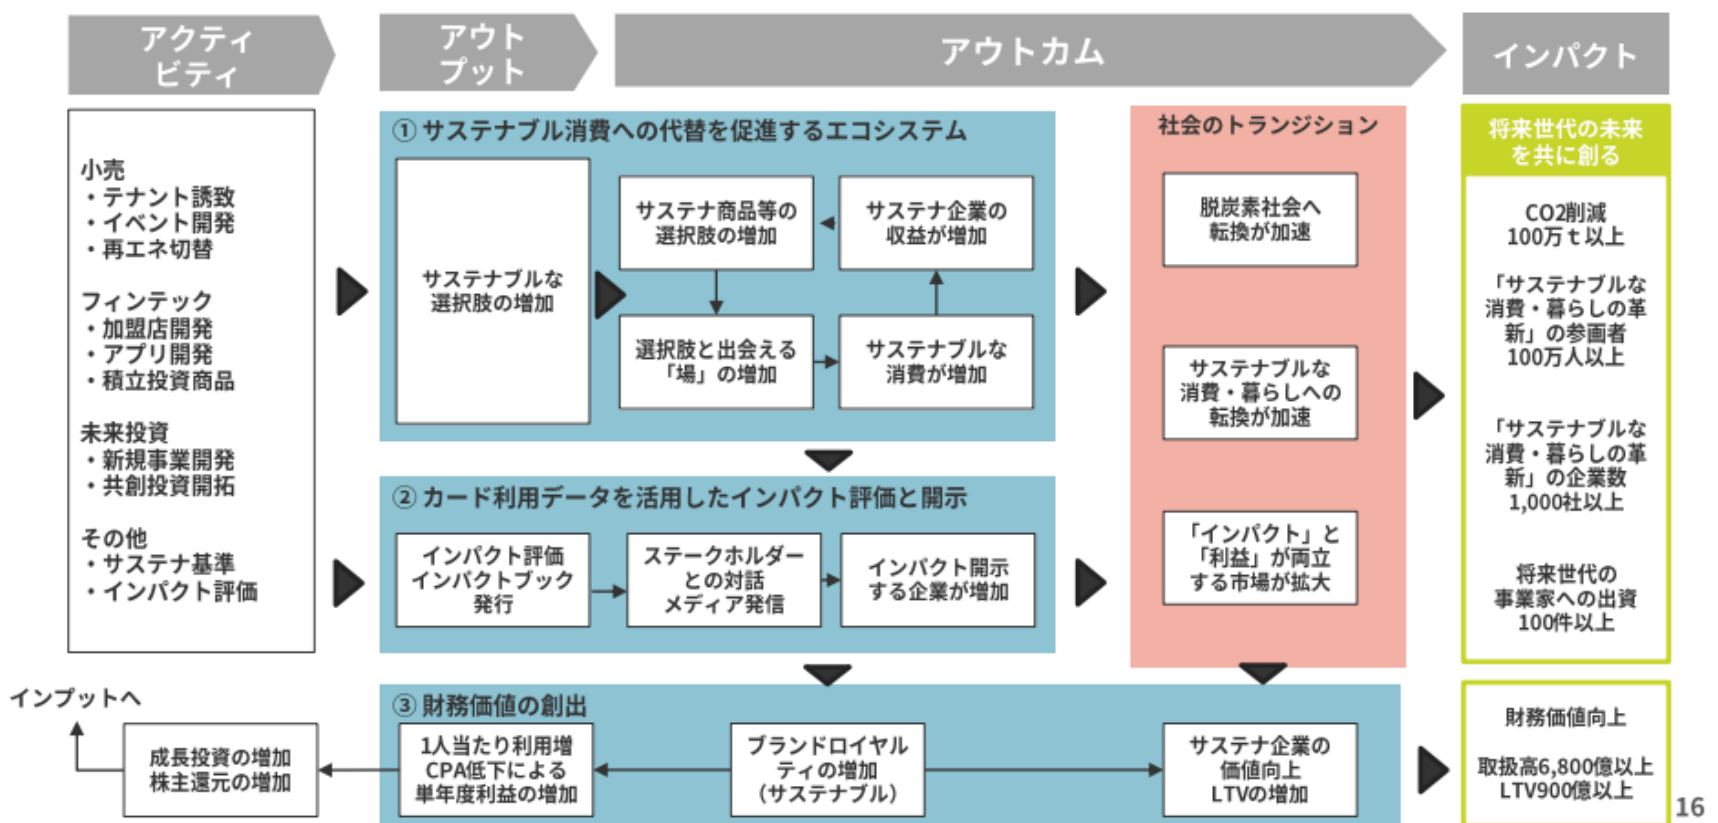 アクティ
ビティ
アウト
プット
アウトカム
インパクト
小売
・テナント誘致
・イベント開発
・再エネ切替
フィンテック
・加盟店開発
・アプリ開発
・積立投資商品
未来投資
・新規事業開発
・共創投資開拓
その他
・サステナ基準
・インパクト評価
① サステナブル消費への代替を促進するエコシステム
サステナブルな
選択肢の増加
サステナ商品等の
選択肢の増加
サステナ企業の
収益が増加
選択肢と出会える
「場」の増加
サステナブルな
消費が増加
② カード利用データを活用したインパクト評価と開示
インパクト評価
インパクトブック
発行
ステークホルダー
との対話
メディア発信
インパクト開示
する企業が増加
社会のトランジション
脱炭素社会へ
転換が加速
サステナブルな
消費・暮らしへの
転換が加速
「インパクト」と
「利益」が両立
する市場が拡大
将来世代の未来
を共に創る
CO2削減
100万t以上
「サステナブルな
消費・暮らしの革
新」の参画者
100万人以上
「サステナブルな
消費・暮らしの革
新」の企業数
1,000社以上
将来世代の
事業家への出資
100件以上
インプットへ
成長投資の増加
株主還元の増加
③ 財務価値の創出
1人当たり利用増
CPA低下による
単年度利益の増加
ブランドロイヤル
ティの増加
（サステナブル）
サステナ企業の
価値向上
LTVの増加
財務価値向上
取扱高6,800億以上
LTV900億以上
16